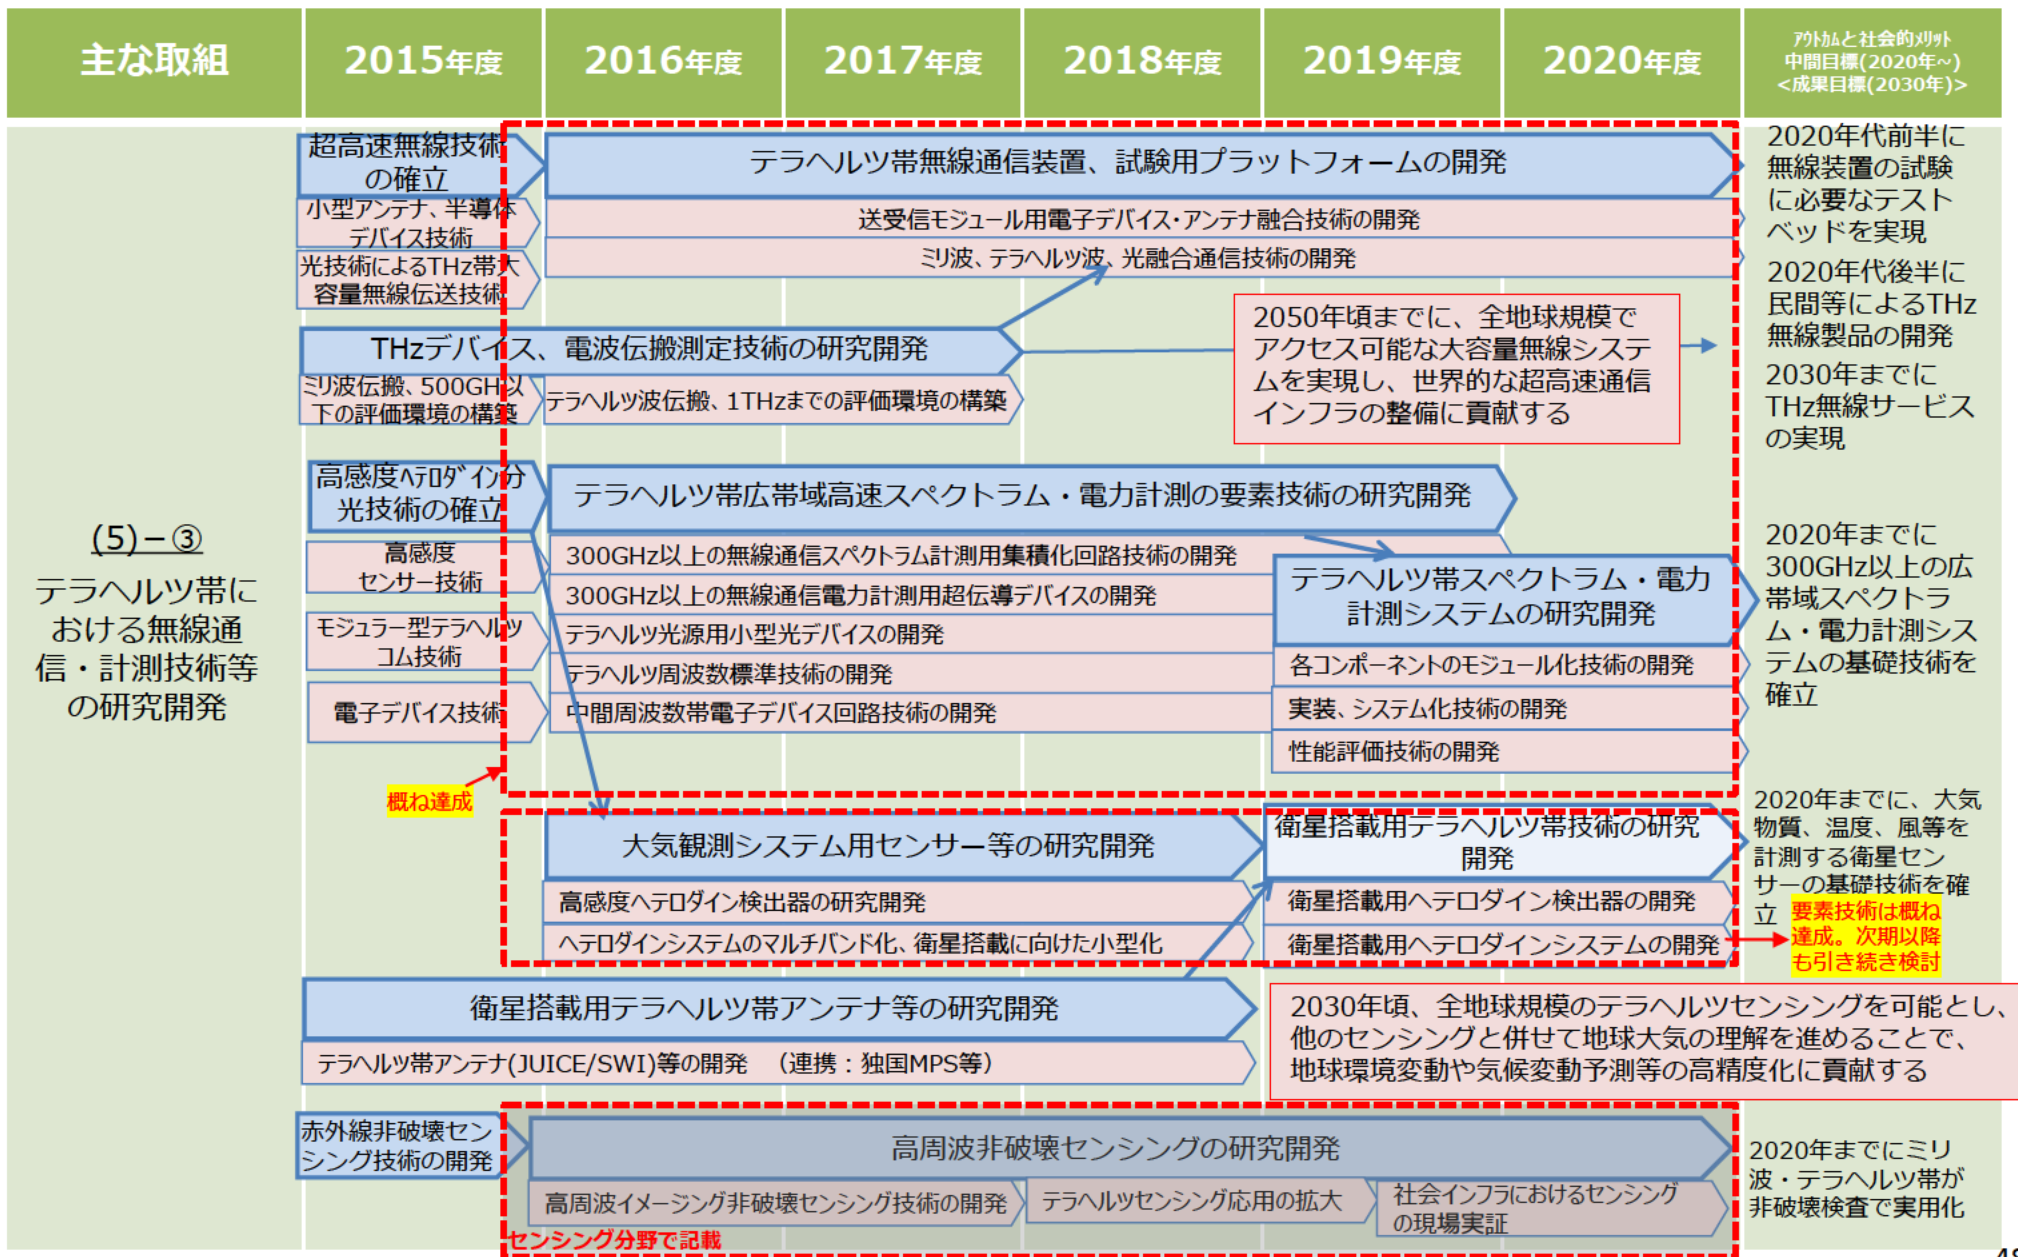 主な取組
2015年度
2016年度
2017年度
2018年度
2019年度
2020年度
ｱｳﾄｶﾑと社会的ﾒﾘｯﾄ
中間目標(2020年~)
<成果目標(2030年)>
(5)－③
テラヘルツ帯に
おける無線通
信・計測技術等
の研究開発
超高速無線技術
の確立
テラヘルツ帯無線通信装置、試験用プラットフォームの開発
小型アンテナ、半導体
デバイス技術
送受信モジュール用電子デバイス・アンテナ融合技術の開発
光技術によるTHz帯大
容量無線伝送技術
ミリ波、テラヘルツ波、光融合通信技術の開発
THzデバイス、電波伝搬測定技術の研究開発
ミリ波伝搬、500GH以
下の評価環境の構築
テラヘルツ波伝搬、1THzまでの評価環境の構築
2050年頃までに、全地球規模で
アクセス可能な大容量無線システ
ムを実現し、世界的な超高速通信
インフラの整備に貢献する
2020年代前半に
無線装置の試験
に必要なテスト
ベッドを実現
2020年代後半に
民間等によるTHz
無線製品の開発
2030年までに
THz無線サービス
の実現
高感度ﾍﾃﾛﾀﾞｲﾝ分
光技術の確立
テラヘルツ帯広帯域高速スペクトラム・電力計測の要素技術の研究開発
高感度
センサー技術
300GHz以上の無線通信スペクトラム計測用集積化回路技術の開発
300GHz以上の無線通信電力計測用超伝導デバイスの開発
モジュラー型テラヘルツ
コム技術
テラヘルツ光源用小型光デバイスの開発
テラヘルツ周波数標準技術の開発
電子デバイス技術
中間周波数帯電子デバイス回路技術の開発
テラヘルツ帯スペクトラム・電力
計測システムの研究開発
各コンポーネントのモジュール化技術の開発
実装、システム化技術の開発
性能評価技術の開発
2020年までに
300GHz以上の広
帯域スペクトラ
ム・電力計測シス
テムの基礎技術を
確立
概ね達成
大気観測システム用センサー等の研究開発
高感度ヘテロダイン検出器の研究開発
ヘテロダインシステムのマルチバンド化、衛星搭載に向けた小型化
衛星搭載用テラヘルツ帯技術の研究
開発
衛星搭載用ヘテロダイン検出器の開発
衛星搭載用ヘテロダインシステムの開発
2020年までに、大気
物質、温度、風等を
計測する衛星セン
サーの基礎技術を確
立
要素技術は概ね
達成。次期以降
も引き続き検討
衛星搭載用テラヘルツ帯アンテナ等の研究開発
テラヘルツ帯アンテナ(JUICE/SWI)等の開発　（連携：独国MPS等）
2030年頃、全地球規模のテラヘルツセンシングを可能とし、
他のセンシングと併せて地球大気の理解を進めることで、
地球環境変動や気候変動予測等の高精度化に貢献する
赤外線非破壊セン
シング技術の開発
高周波非破壊センシングの研究開発
高周波イメージング非破壊センシング技術の開発
テラヘルツセンシング応用の拡大
社会インフラにおけるセンシング
の現場実証
センシング分野で記載
2020年までにミリ
波・テラヘルツ帯が
非破壊検査で実用化